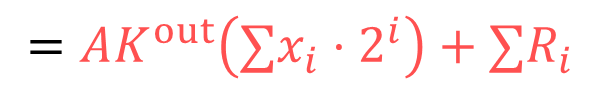 = AK^out(∑x_i · 2^i) + ∑R_i